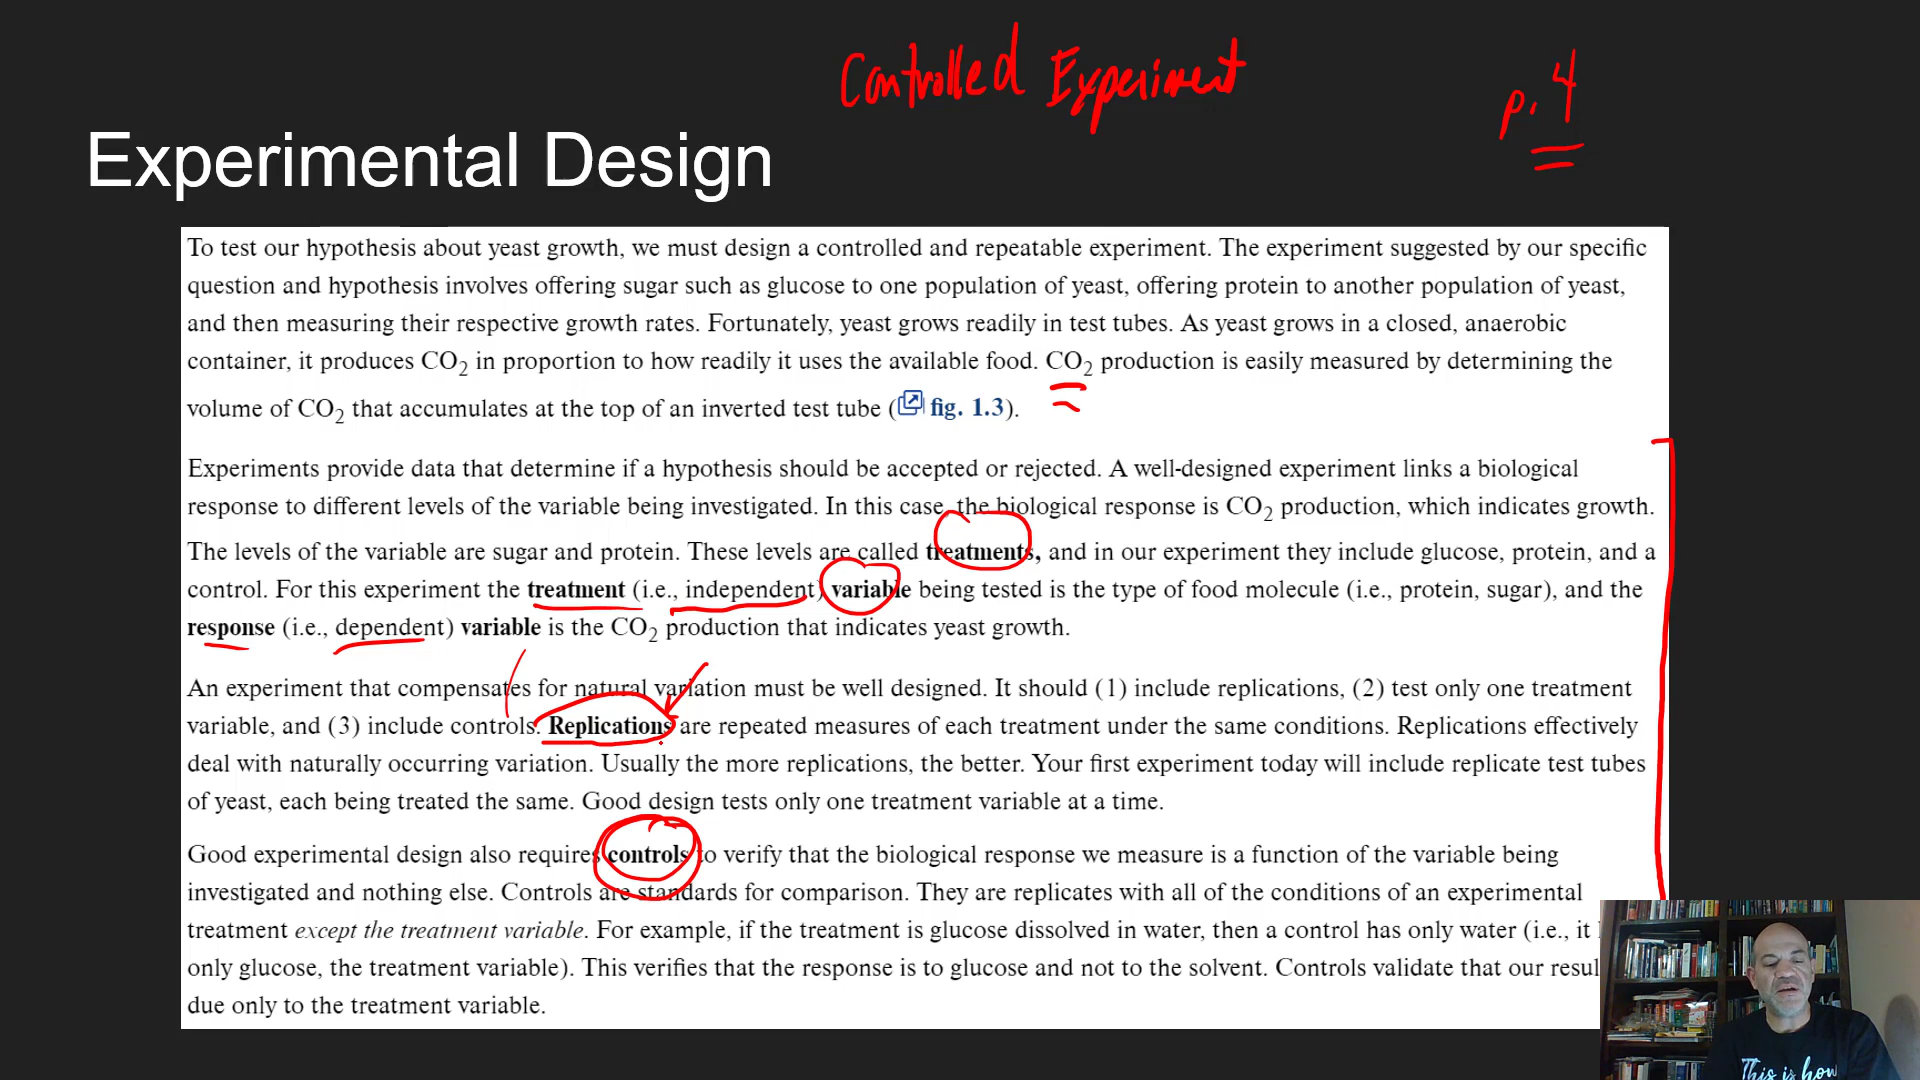 Controlled Experiment
p. 4
Experimental Design
To test our hypothesis about yeast growth, we must design a controlled and repeatable experiment. The experiment suggested by our specific
question and hypothesis involves offering sugar such as glucose to one population of yeast, offering protein to another population of yeast,
and then measuring their respective growth rates. Fortunately, yeast grows readily in test tubes. As yeast grows in a closed, anaerobic
container, it produces CO₂ in proportion to how readily it uses the available food. CO₂ production is easily measured by determining the
volume of CO₂ that accumulates at the top of an inverted test tube (fig. 1.3).
Experiments provide data that determine if a hypothesis should be accepted or rejected. A well-designed experiment links a biological
response to different levels of the variable being investigated. In this case, the biological response is CO₂ production, which indicates growth.
The levels of the variable are sugar and protein. These levels are called treatments, and in our experiment they include glucose, protein, and a
control. For this experiment the treatment (i.e., independent) variable being tested is the type of food molecule (i.e., protein, sugar), and the
response (i.e., dependent) variable is the CO₂ production that indicates yeast growth.
An experiment that compensates for natural variation must be well designed. It should (1) include replications, (2) test only one treatment
variable, and (3) include controls. Replications are repeated measures of each treatment under the same conditions. Replications effectively
deal with naturally occurring variation. Usually the more replications, the better. Your first experiment today will include replicate test tubes
of yeast, each being treated the same. Good design tests only one treatment variable at a time.
Good experimental design also requires controls to verify that the biological response we measure is a function of the variable being
investigated and nothing else. Controls are standards for comparison. They are replicates with all of the conditions of an experimental
treatment except the treatment variable. For example, if the treatment is glucose dissolved in water, then a control has only water (i.e., it
only glucose, the treatment variable). This verifies that the response is to glucose and not to the solvent. Controls validate that our resul
due only to the treatment variable.
This is how